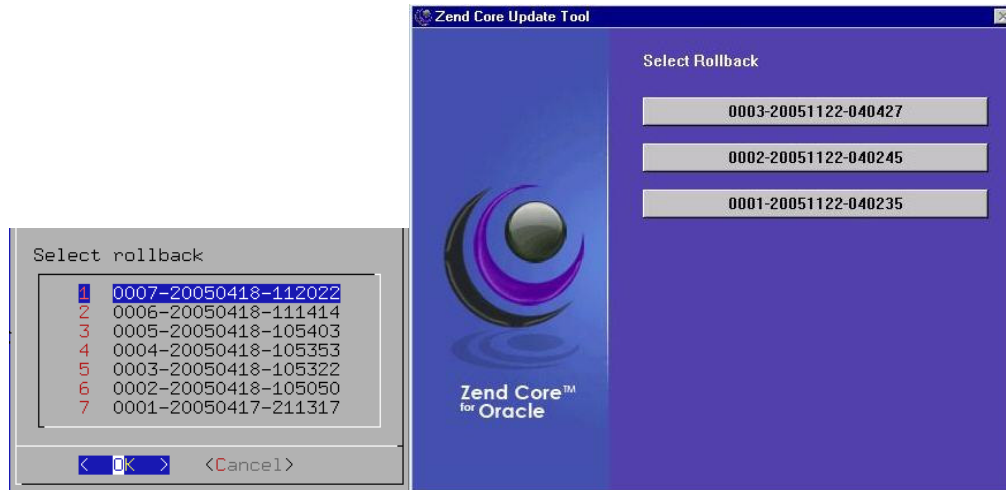 Select rollback
1 0007-20050418-112022
2 0006-20050418-111414
3 0005-20050418-105403
4 0004-20050418-105353
5 0003-20050418-105322
6 0002-20050418-105050
7 0001-20050417-211317
< OK > <Cancel>
Zend Core Update Tool
Select Rollback
0003-20051122-040427
0002-20051122-040245
0001-20051122-040235
Zend Core™
for Oracle